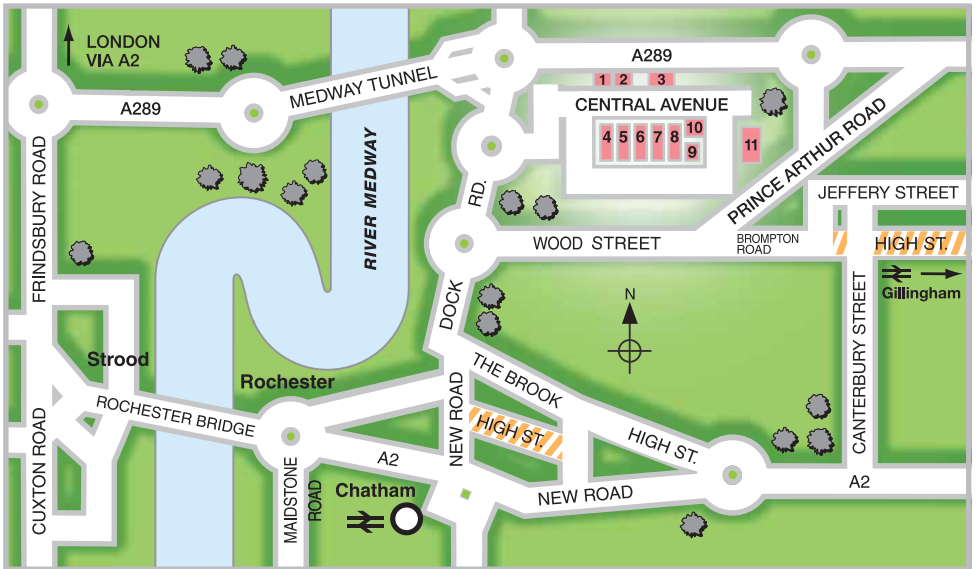 LONDON
VIA A2
A289
MEDWAY TUNNEL
A289
1 2 3
CENTRAL AVENUE
4 5 6 7 8 10
9
11
FRINDSBURY ROAD
RIVER MEDWAY
RD.
PRINCE ARTHUR ROAD
JEFFERY STREET
WOOD STREET
BROMPTON
ROAD
HIGH ST.
Gillingham
DOCK
N
CANTERBURY STREET
Strood
Rochester
THE BROOK
ROCHESTER BRIDGE
NEW ROAD
HIGH ST.
HIGH ST.
CUXTON ROAD
A2
MAIDSTONE
ROAD
Chatham
NEW ROAD
A2